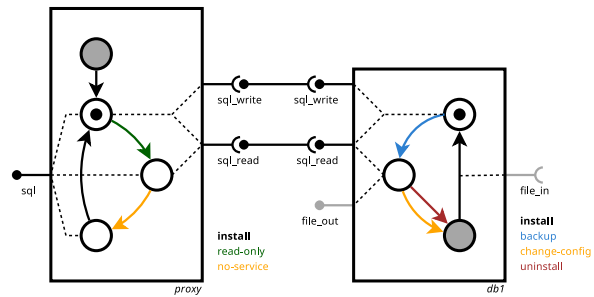 sql_write
sql_write
sql_read
sql_read
sql
file_in
file_out
install
read-only
no-service
install
backup
change-config
uninstall
proxy
db1